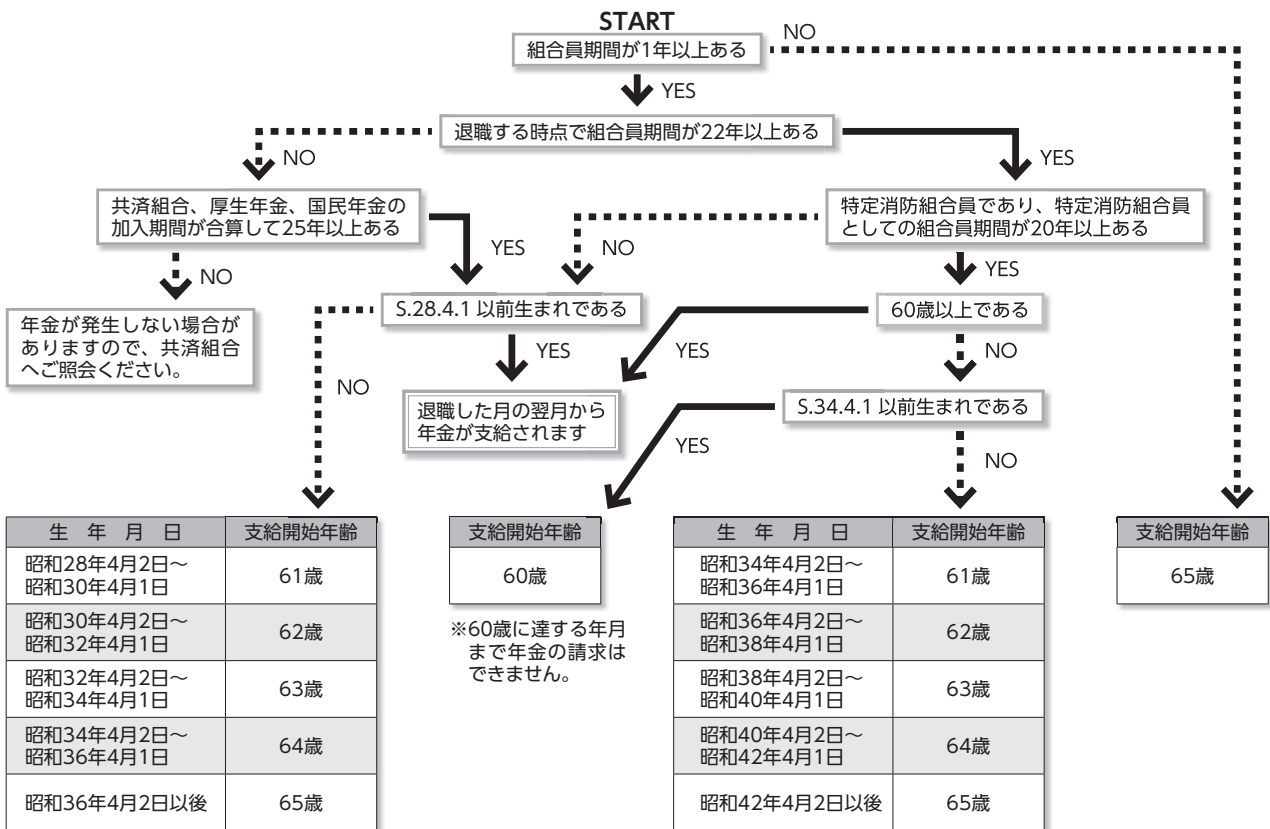 START
組合員期間が1年以上ある
NO
YES
退職する時点で組合員期間が22年以上ある
NO
YES
共済組合、厚生年金、国民年金の
加入期間が合算して25年以上ある
特定消防組合員であり、特定消防組合員
としての組合員期間が20年以上ある
YES
NO
NO
YES
年金が発生しない場合が
ありますので、共済組合
へご照会ください。
S.28.4.1 以前生まれである
60歳以上である
NO
YES
YES
NO
退職した月の翌月から
年金が支給されます
S.34.4.1 以前生まれである
YES
NO
生 年 月 日 支給開始年齢
昭和28年4月2日～
昭和30年4月1日
61歳
昭和30年4月2日～
昭和32年4月1日
62歳
昭和32年4月2日～
昭和34年4月1日
63歳
昭和34年4月2日～
昭和36年4月1日
64歳
昭和36年4月2日以後 65歳
支給開始年齢
60歳
※60歳に達する年月
まで年金の請求は
できません。
生 年 月 日 支給開始年齢
昭和34年4月2日～
昭和36年4月1日
61歳
昭和36年4月2日～
昭和38年4月1日
62歳
昭和38年4月2日～
昭和40年4月1日
63歳
昭和40年4月2日～
昭和42年4月1日
64歳
昭和42年4月2日以後 65歳
支給開始年齢
65歳